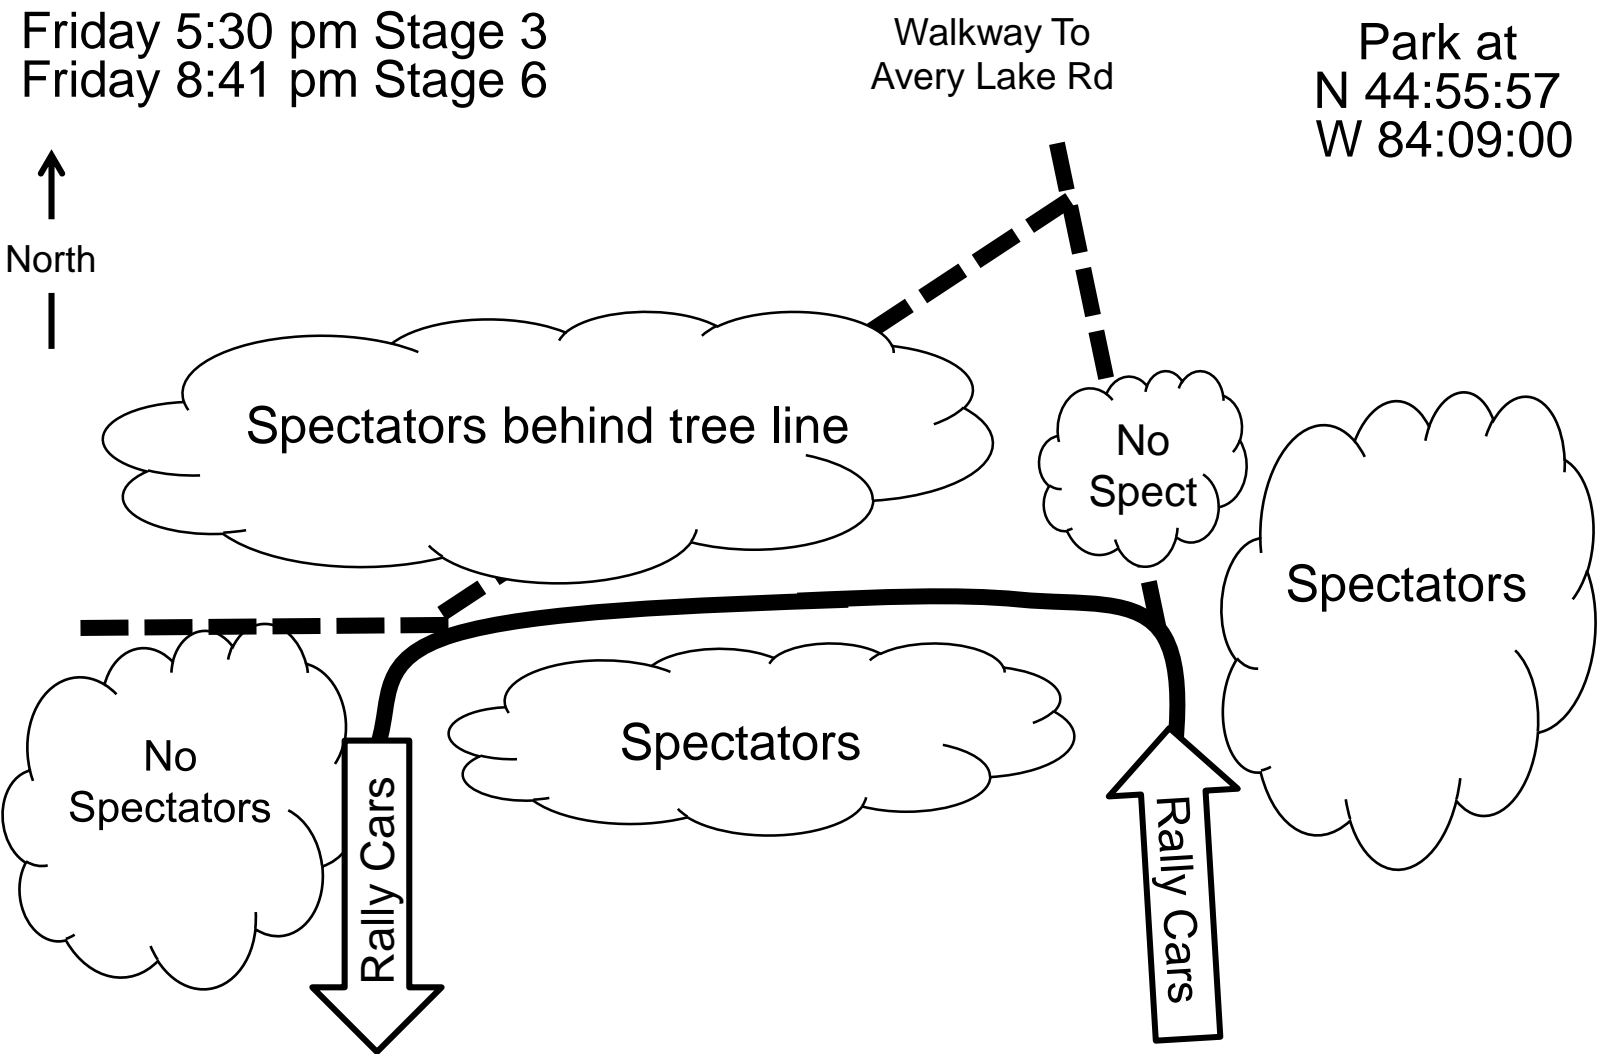 Friday 5:30 pm Stage 3
Friday 8:41 pm Stage 6
Walkway To
Avery Lake Rd
Park at
N 44:55:57
W 84:09:00
North
Spectators behind tree line
No
Spect
Spectators
Spectators
No
Spectators
Rally Cars
Rally Cars